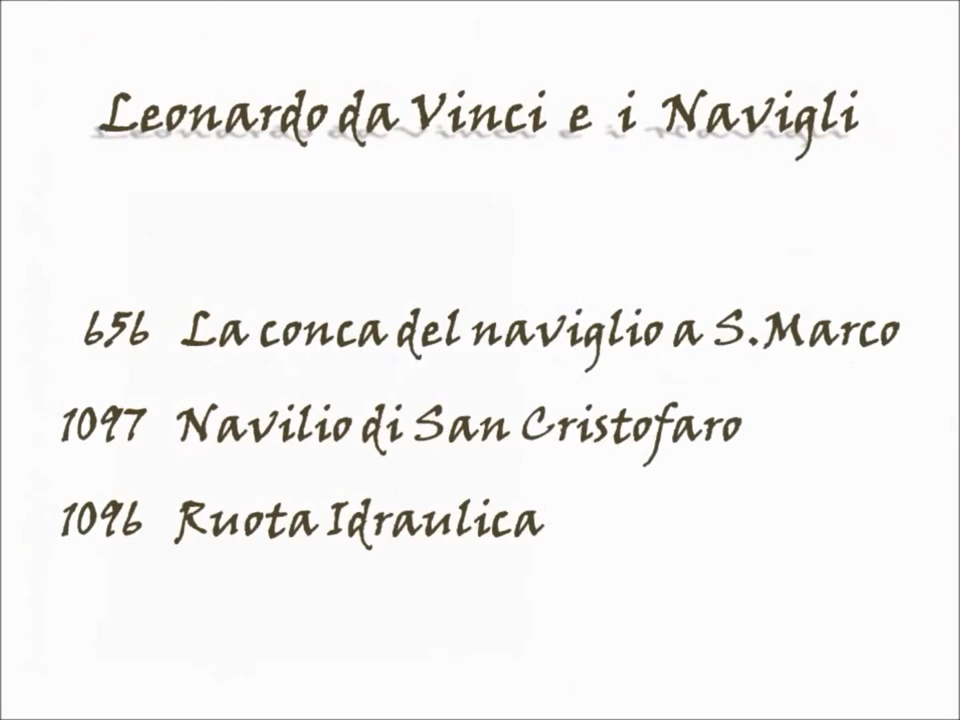 Leonardo da Vinci e i Navigli
656 La conca del naviglio a S.Marco
1097 Navilio di San Cristofaro
1096 Ruota Idraulica